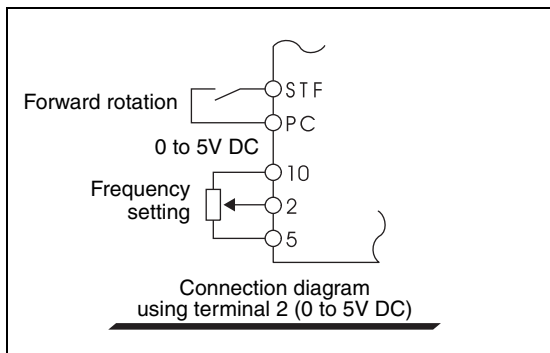 STF
Forward rotation
PC
0 to 5V DC
10
Frequency
setting
2
5
Connection diagram
using terminal 2 (0 to 5V DC)